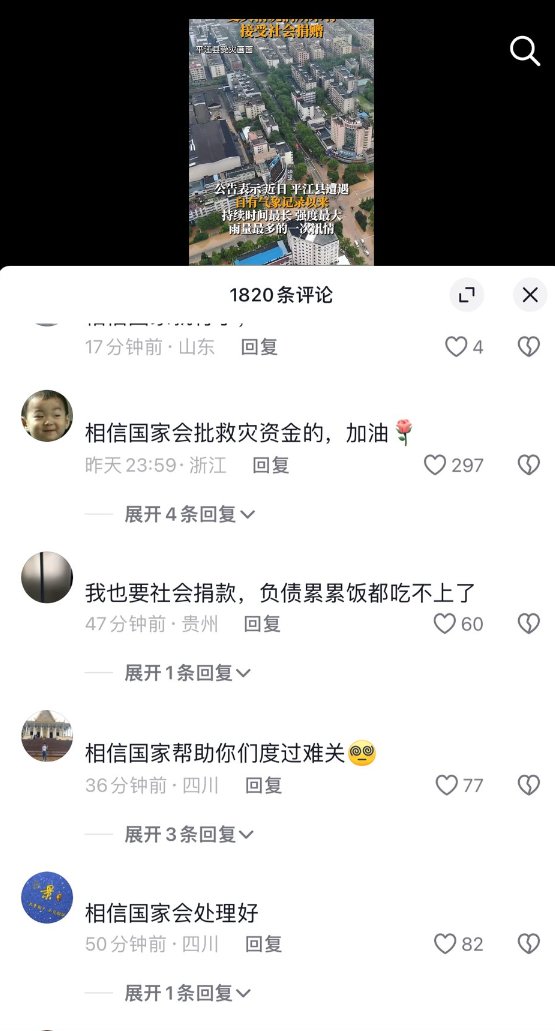 接受社会捐赠
平江县受灾画面
公告表示 近日 平江县遭遇
自有气象记录以来
持续时间最长 强度最大
雨量最多的一次汛情
1820条评论
17分钟前 · 山东 回复 4
相信国家会批救灾资金的，加油🌹
昨天23:59 · 浙江 回复 297
展开4条回复
我也要社会捐款，负债累累饭都吃不上了
47分钟前 · 贵州 回复 60
展开1条回复
相信国家帮助你们度过难关😵‍💫
36分钟前 · 四川 回复 77
展开3条回复
景
相信国家会处理好
50分钟前 · 四川 回复 82
展开1条回复